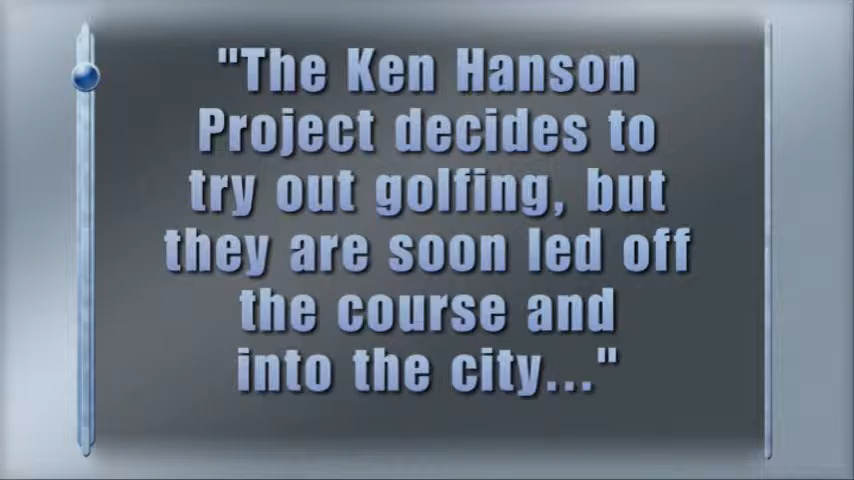 "The Ken Hanson
Project decides to
try out golfing, but
they are soon led off
the course and
into the city..."